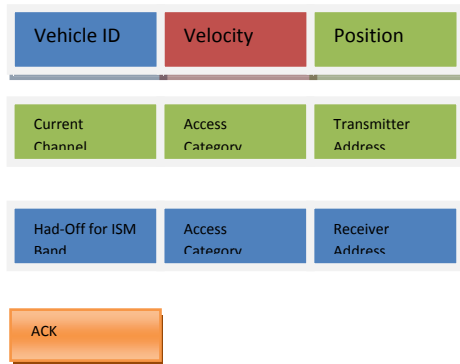 Vehicle ID Velocity Position
Current Access Transmitter
Channel Category Address
Had-Off for ISM Access Receiver
Band Category Address
ACK